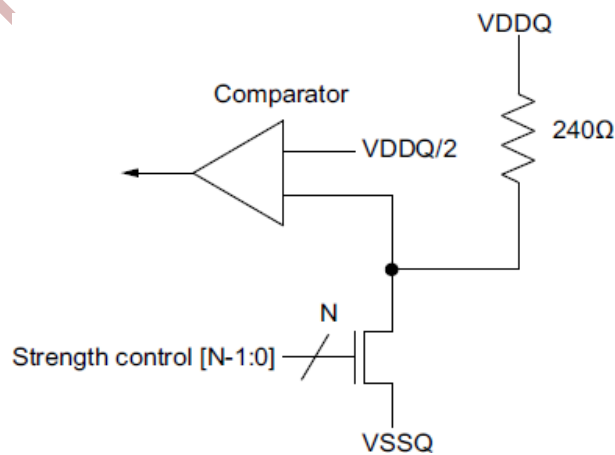 VDDQ
Comparator
240Ω
VDDQ/2
N
Strength control [N-1:0]
VSSQ